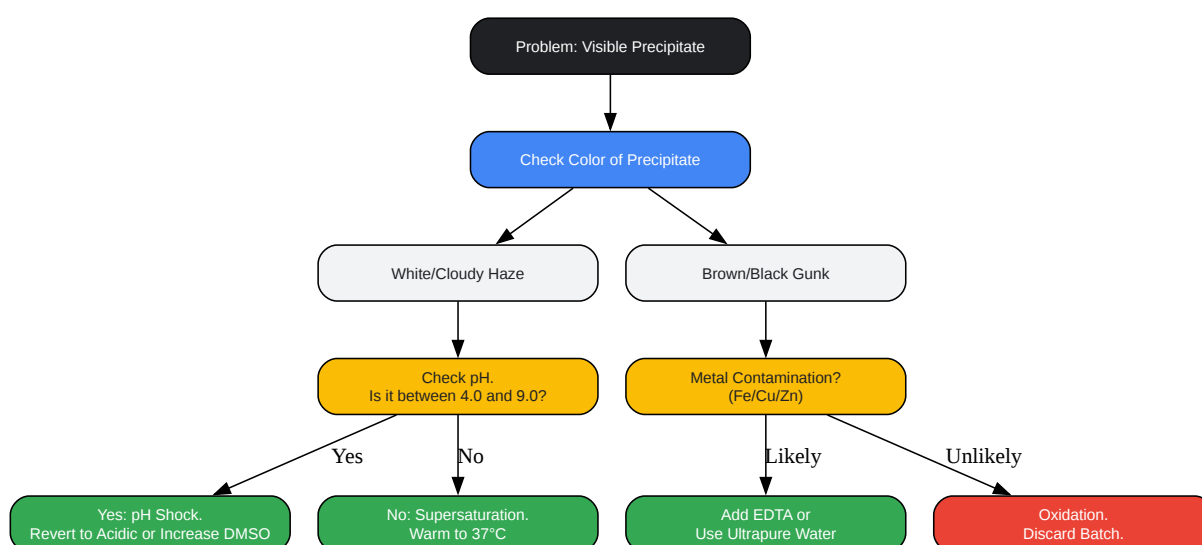 Problem: Visible Precipitate
Check Color of Precipitate
White/Cloudy Haze
Brown/Black Gunk
Check pH.
Is it between 4.0 and 9.0?
Metal Contamination?
(Fe/Cu/Zn)
Yes
No
Likely
Unlikely
Yes: pH Shock.
Revert to Acidic or Increase DMSO
No: Supersaturation.
Warm to 37°C
Add EDTA or
Use Ultrapure Water
Oxidation.
Discard Batch.